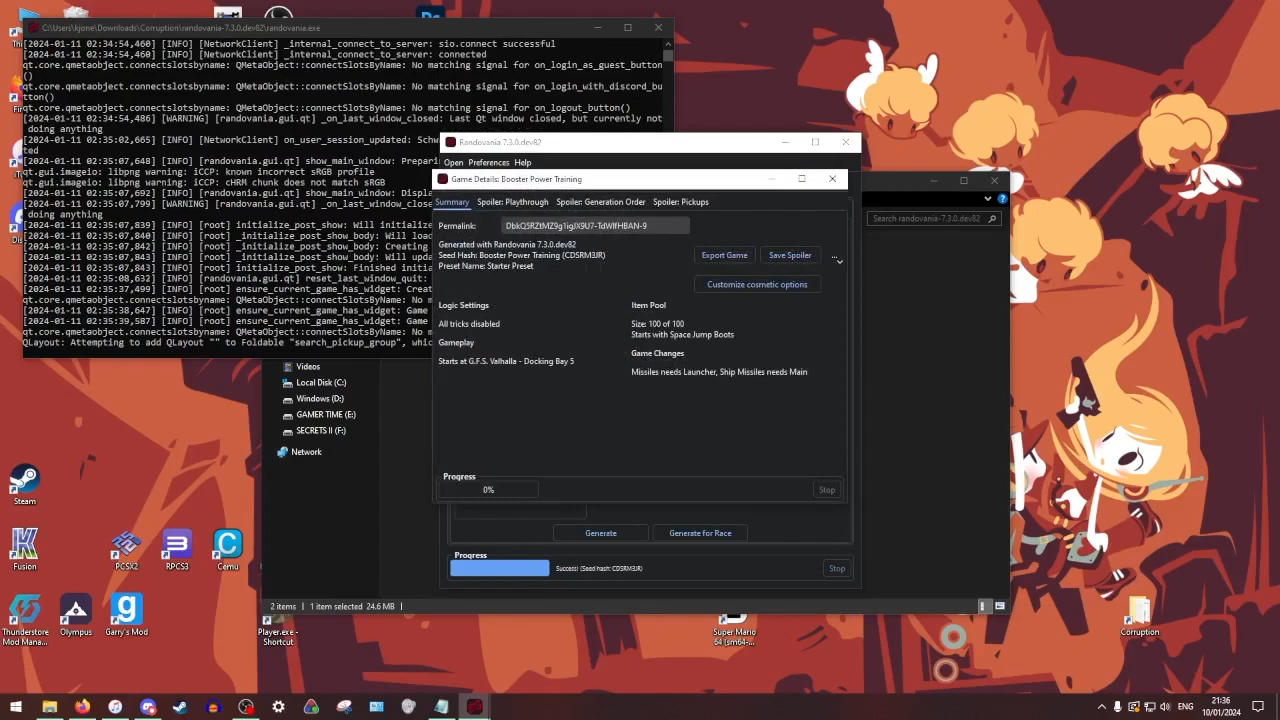 C:\Users\kjone\Downloads\Corruption\randovania-7.3.0.dev82\randovania.exe
[2024-01-11 02:34:54,460] [INFO] [NetworkClient] _internal_connect_to_server: sio.connect successful
[2024-01-11 02:34:54,460] [INFO] [NetworkClient] _internal_connect_to_server: connected
qt.core.qmetaobject.connectSlotsbyname: QMetaObject::connectSlotsByName: No matching signal for on_login_as_guest_button
()
qt.core.qmetaobject.connectslotsbyname: QMetaObject::connectSlotsByName: No matching signal for on_login_with_discord_bu
tton()
qt.core.qmetaobject.connectslotsbyname: QMetaObject::connectSlotsByName: No matching signal for on_logout_button()
[2024-01-11 02:34:54,486] [WARNING] [randovania.gui.qt] _on_last_window_closed: Last Qt window closed, but currently not
doing anything
[2024-01-11 02:35:02,665] [INFO] [NetworkClient] on_user_session_updated: Sch
ted
[2024-01-11 02:35:07,648] [INFO] [randovania.gui.qt] show_main_window: Prepari
qt.gui.imageio: libpng warning: iCCP: known incorrect sRGB profile
qt.gui.imageio: libpng warning: cHRM chunk does not match sRGB
[2024-01-11 02:35:07,692] [INFO] [randovania.gui.qt] show_main_window: Displa
[2024-01-11 02:35:07,799] [WARNING] [randovania.gui.qt] _on_last_window_close
doing anything
[2024-01-11 02:35:07,839] [INFO] [root] initialize_post_show: Will initialize
[2024-01-11 02:35:07,839] [INFO] [root] initialize_post_show_body: Will load
[2024-01-11 02:35:07,843] [INFO] [root] initialize_post_show_body: Creating
[2024-01-11 02:35:07,843] [INFO] [root] initialize_post_show_body: Will upda
[2024-01-11 02:35:07,843] [INFO] [root] initialize_post_show: Finished initia
[2024-01-11 02:35:08,632] [INFO] [randovania.gui.qt] reset_last_window_quit:
[2024-01-11 02:35:37,499] [INFO] [root] ensure_current_game_has_widget: Creat
qt.core.qmetaobject.connectslotsbyname: QMetaObject::connectSlotsByName: No m
[2024-01-11 02:35:38,647] [INFO] [root] ensure_current_game_has_widget: Game
[2024-01-11 02:35:39,587] [INFO] [root] ensure_current_game_has_widget: Game
qt.core.qmetaobject.connectslotsbyname: QMetaObject::connectSlotsByName: No m
QLayout: Attempting to add QLayout "" to Foldable "search_pickup_group", whic
Randovania 7.3.0.dev82
Open Preferences Help
Game Details: Booster Power Training
Summary Spoiler: Playthrough Spoiler: Generation Order Spoiler: Pickups
Permalink: DbkQ5RZtMZ9g1igJX9U7-TdWIfHBAN-9
Generated with Randovania 7.3.0.dev82
Seed Hash: Booster Power Training (CDSRM3JR)
Preset Name: Starter Preset
Export Game Save Spoiler ...
Customize cosmetic options
Logic Settings
All tricks disabled
Gameplay
Starts at G.F.S. Valhalla - Docking Bay 5
Item Pool
Size: 100 of 100
Starts with Space Jump Boots
Game Changes
Missiles needs Launcher, Ship Missiles needs Main
Progress
0%
Stop
Generate Generate for Race
Progress
Success! (Seed hash: CDSRM3JR)
Stop
Search randovania-7.3.0.dev82
Videos
Local Disk (C:)
Windows (D:)
GAMER TIME (E:)
SECRETS II (F:)
Network
2 items 1 item selected 24.6 MB
Steam
Fusion
PCSX2
RPCS3
Cemu
Thunderstore
Mod Mana...
Olympus
Garry's Mod
Player.exe -
Shortcut
Super Mario
64 (sm64-...
Corruption
21:36
10/01/2024